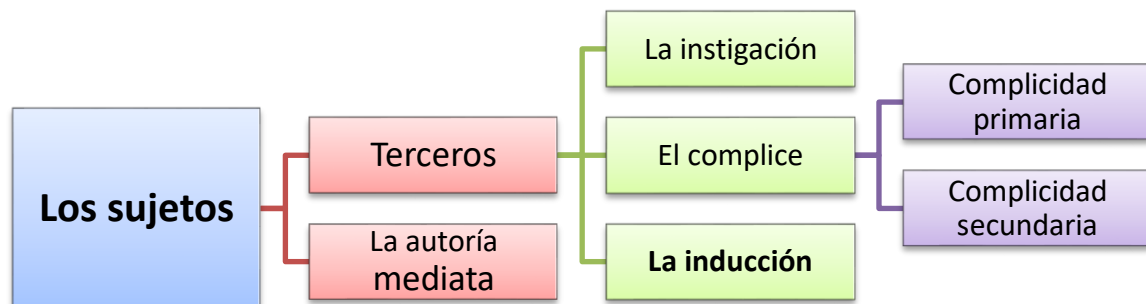 Los sujetos
Terceros
La autoría
mediata
La instigación
El complice
La inducción
Complicidad
primaria
Complicidad
secundaria